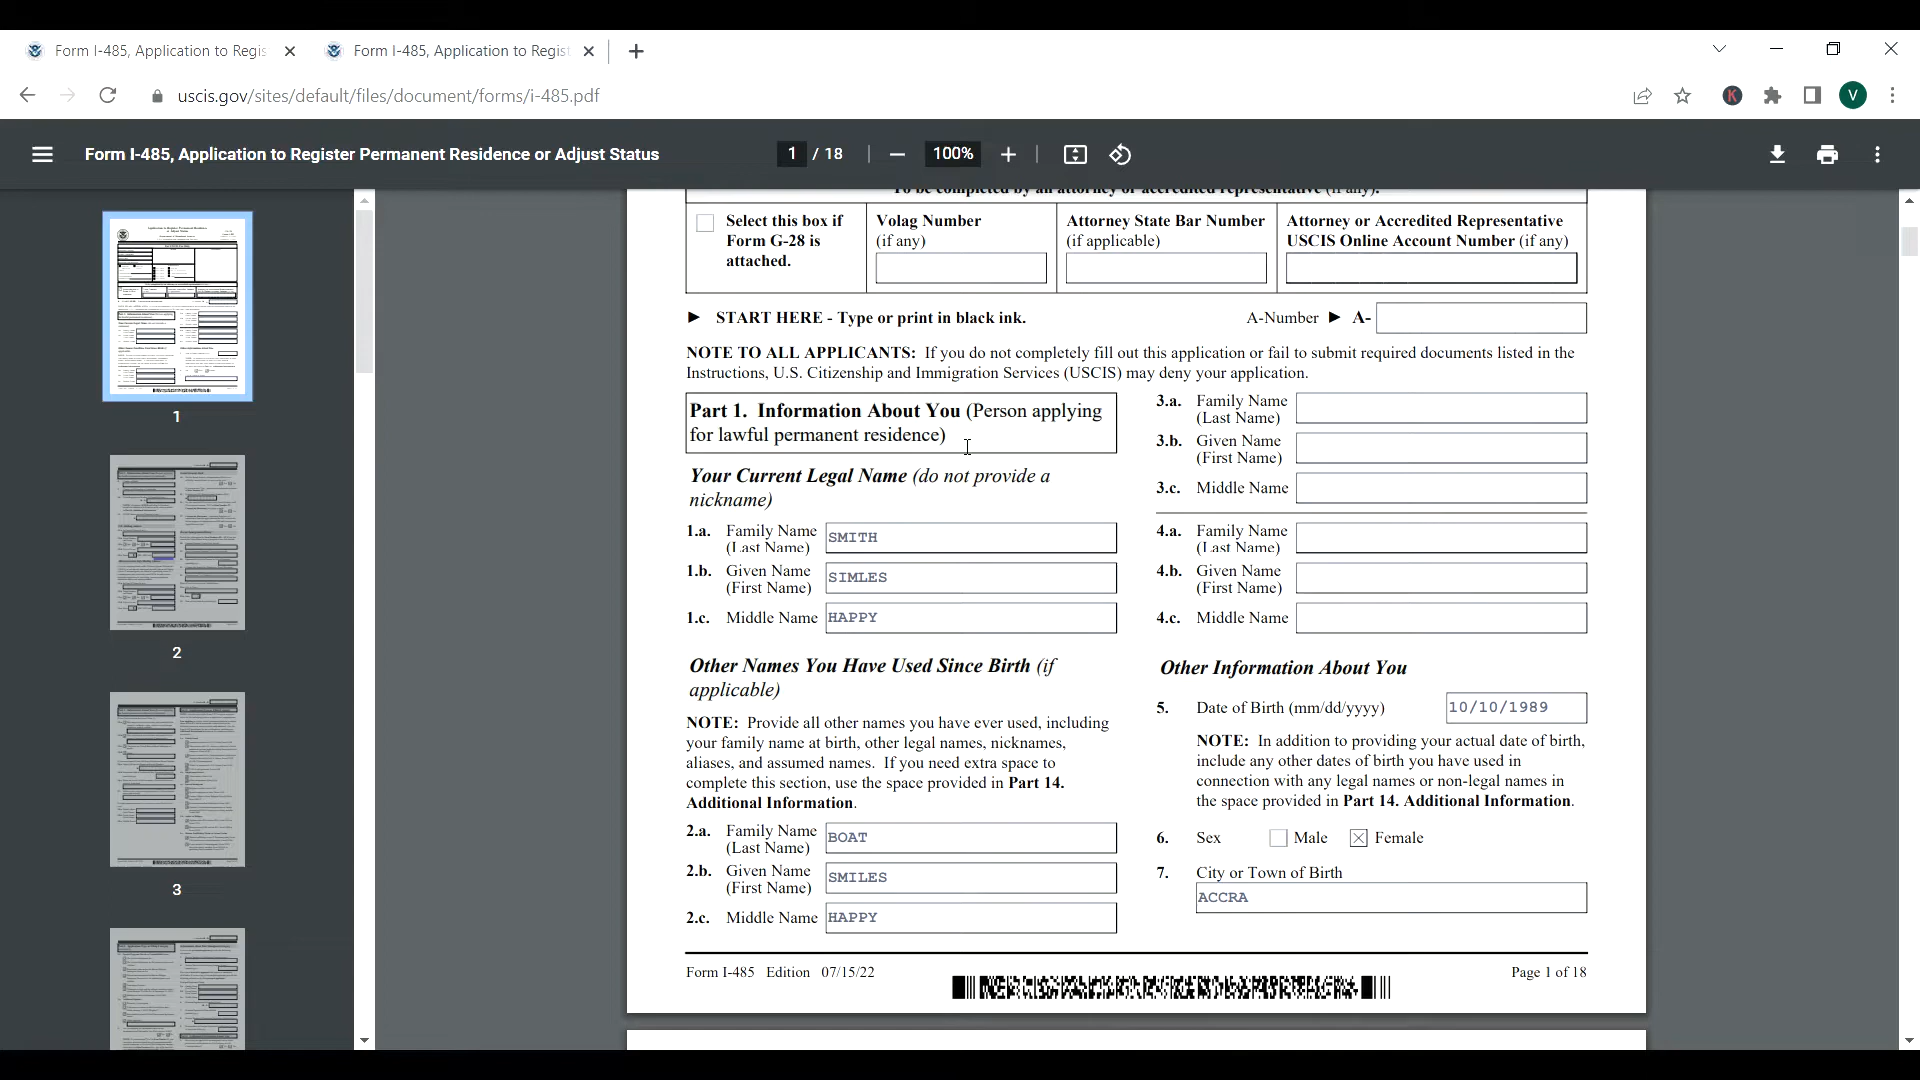 Form I-485, Application to Regis
Form I-485, Application to Regist
uscis.gov/sites/default/files/document/forms/i-485.pdf
K
V
Form I-485, Application to Register Permanent Residence or Adjust Status
1 / 18
100%
To be completed by an attorney or accredited representative (if any).
Select this box if
Form G-28 is
attached.
Volag Number
(if any)
Attorney State Bar Number
(if applicable)
Attorney or Accredited Representative
USCIS Online Account Number (if any)
► START HERE - Type or print in black ink.
A-Number ► A-
NOTE TO ALL APPLICANTS: If you do not completely fill out this application or fail to submit required documents listed in the
Instructions, U.S. Citizenship and Immigration Services (USCIS) may deny your application.
Part 1. Information About You (Person applying
for lawful permanent residence)
Your Current Legal Name (do not provide a
nickname)
1.a. Family Name
(Last Name)
SMITH
1.b. Given Name
(First Name)
SIMLES
1.c. Middle Name
HAPPY
Other Names You Have Used Since Birth (if
applicable)
NOTE: Provide all other names you have ever used, including
your family name at birth, other legal names, nicknames,
aliases, and assumed names. If you need extra space to
complete this section, use the space provided in Part 14.
Additional Information.
2.a. Family Name
(Last Name)
BOAT
2.b. Given Name
(First Name)
SMILES
2.c. Middle Name
HAPPY
3.a. Family Name
(Last Name)
3.b. Given Name
(First Name)
3.c. Middle Name
4.a. Family Name
(Last Name)
4.b. Given Name
(First Name)
4.c. Middle Name
Other Information About You
5. Date of Birth (mm/dd/yyyy)
10/10/1989
NOTE: In addition to providing your actual date of birth,
include any other dates of birth you have used in
connection with any legal names or non-legal names in
the space provided in Part 14. Additional Information.
6. Sex Male Female
7. City or Town of Birth
ACCRA
Form I-485 Edition 07/15/22
Page 1 of 18
1
2
3